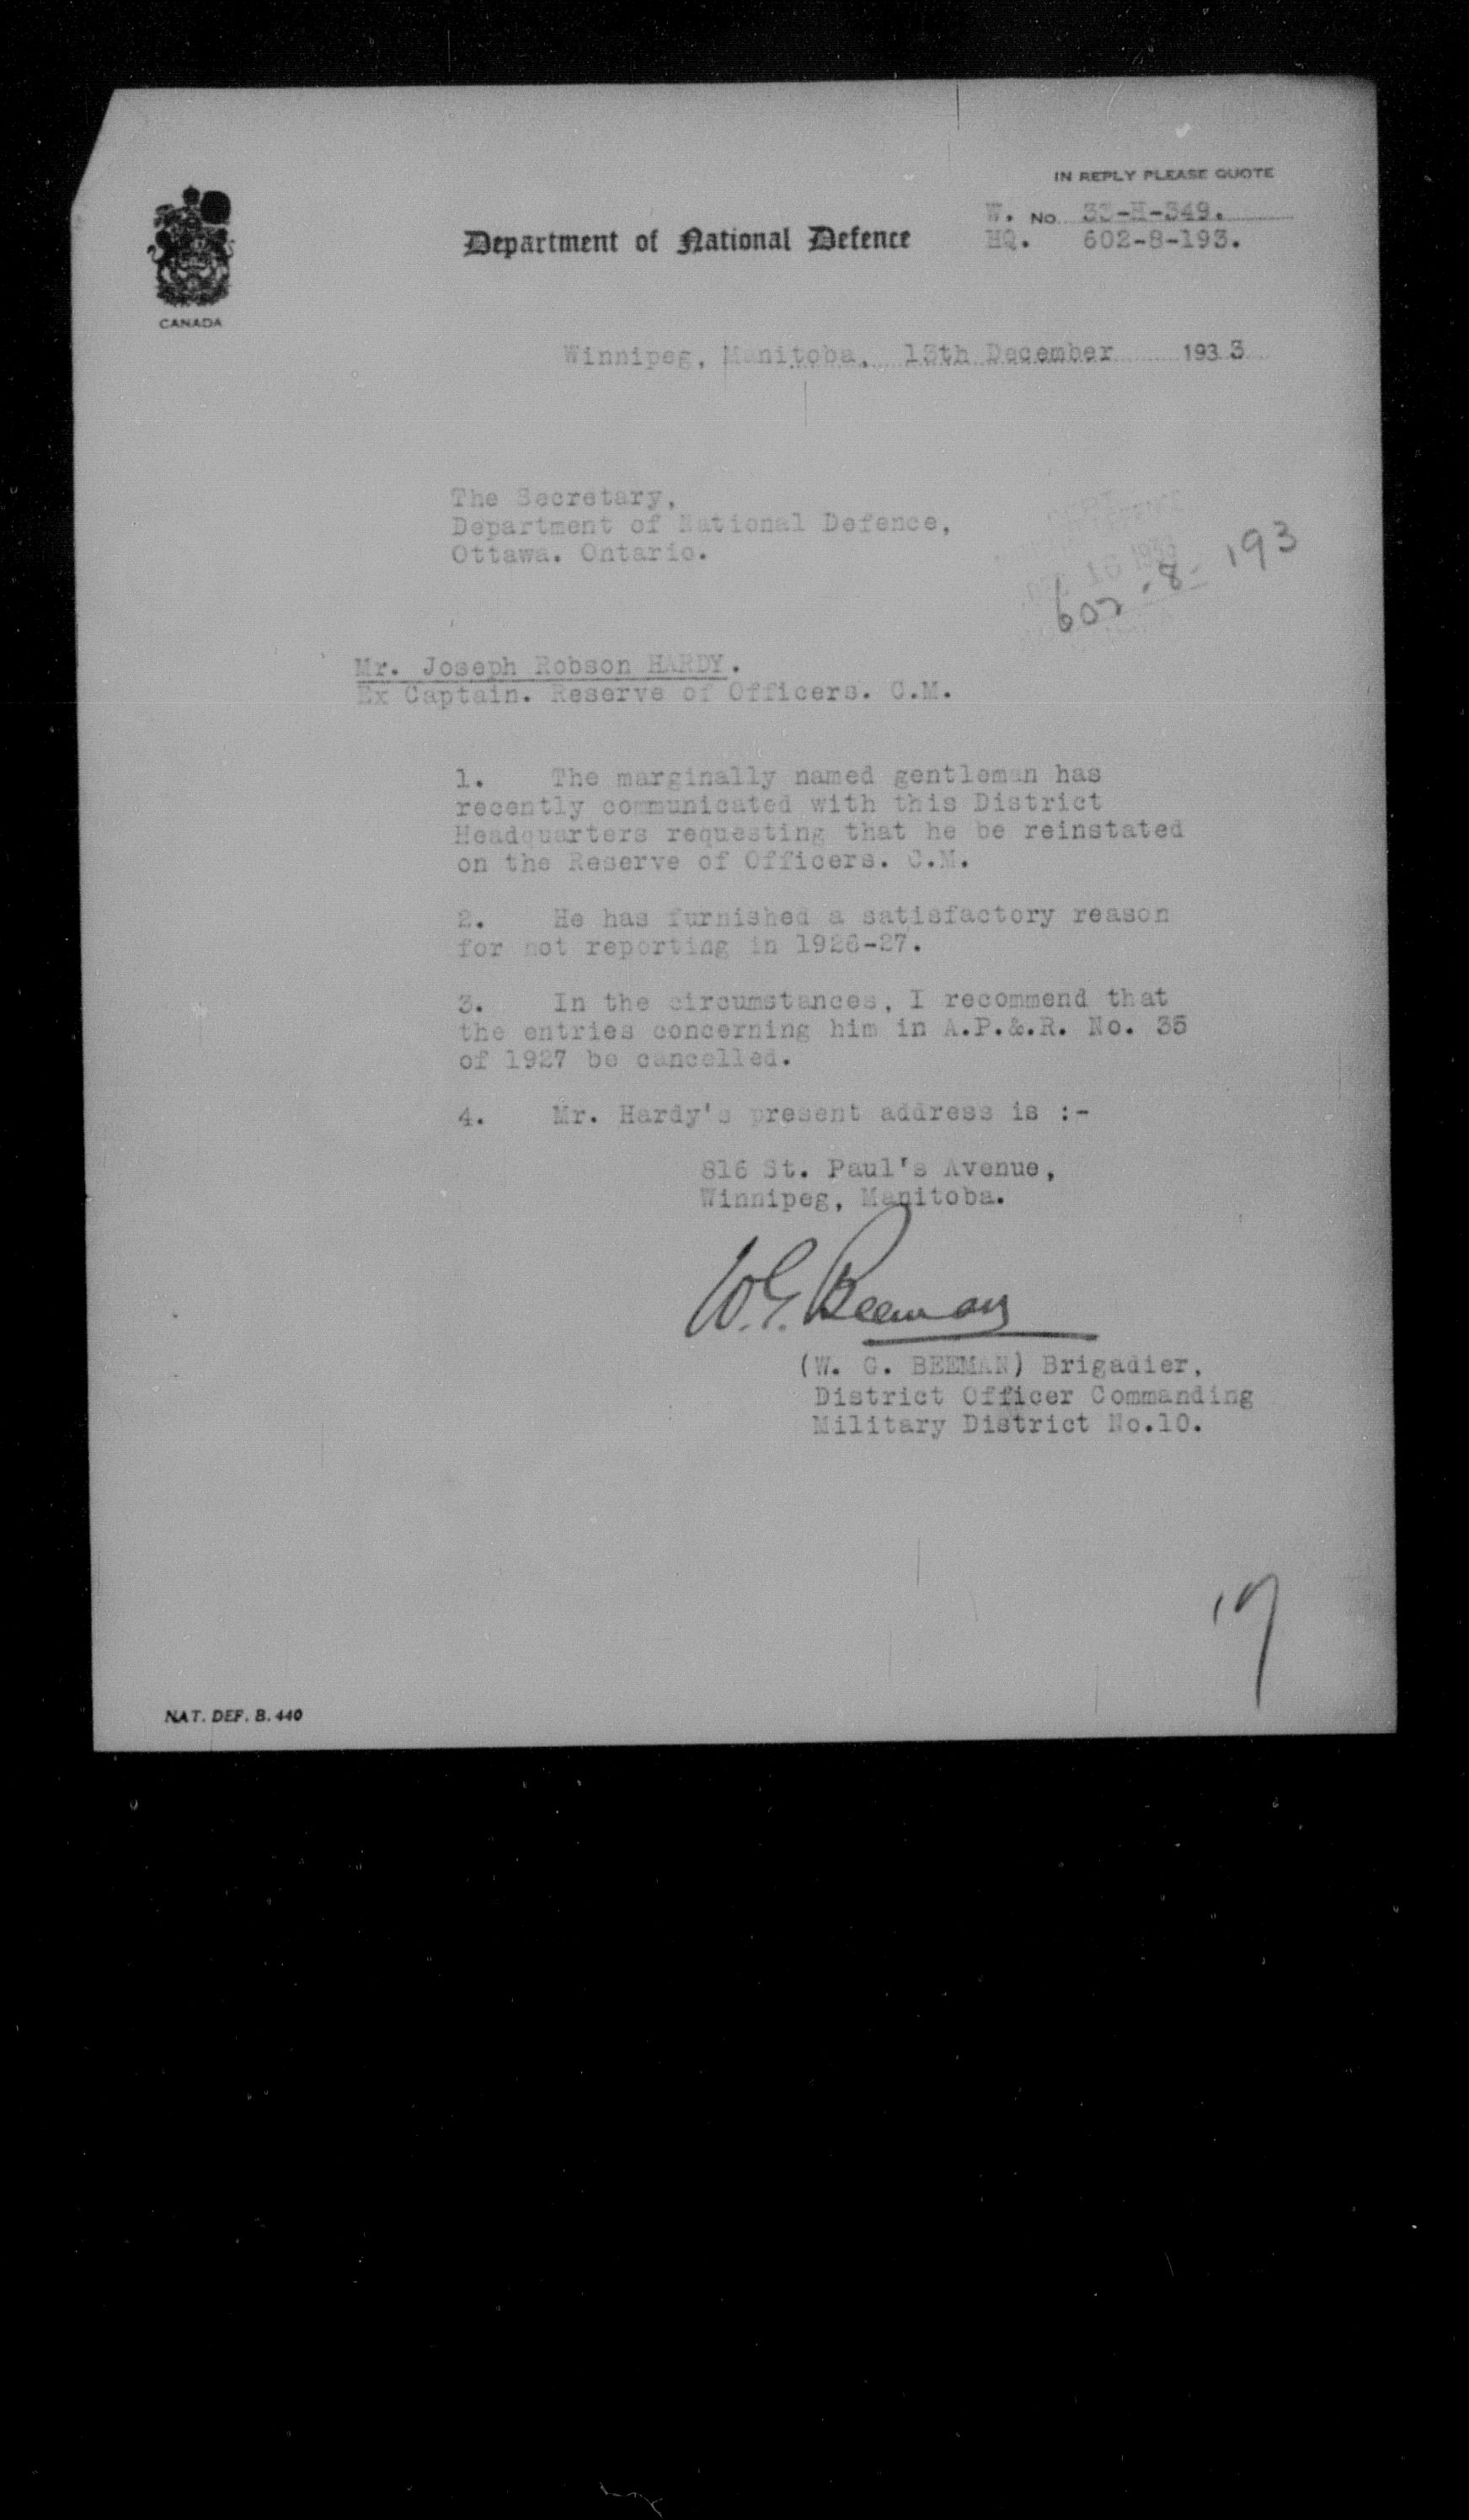 IN REPLY PLEASE QUOTE
W. No. 33-H-349.
HQ. 602-8-193.
Department of National Defence
CANADA
Winnipeg, Manitoba, 13th December 1933
The Secretary,
Department of National Defence,
Ottawa. Ontario.
DEC 16 1933
602-8-193
Mr. Joseph Robson HARDY.
Ex Captain. Reserve of Officers. C.M.
1. The marginally named gentleman has
recently communicated with this District
Headquarters requesting that he be reinstated
on the Reserve of Officers. C.M.
2. He has furnished a satisfactory reason
for not reporting in 1926-27.
3. In the circumstances, I recommend that
the entries concerning him in A.P.&.R. No. 35
of 1927 be cancelled.
4. Mr. Hardy's present address is :-
816 St. Paul's Avenue,
Winnipeg, Manitoba.
W.G. Beeman
(W. G. BEEMAN) Brigadier,
District Officer Commanding
Military District No.10.
17
NAT. DEF. B. 440